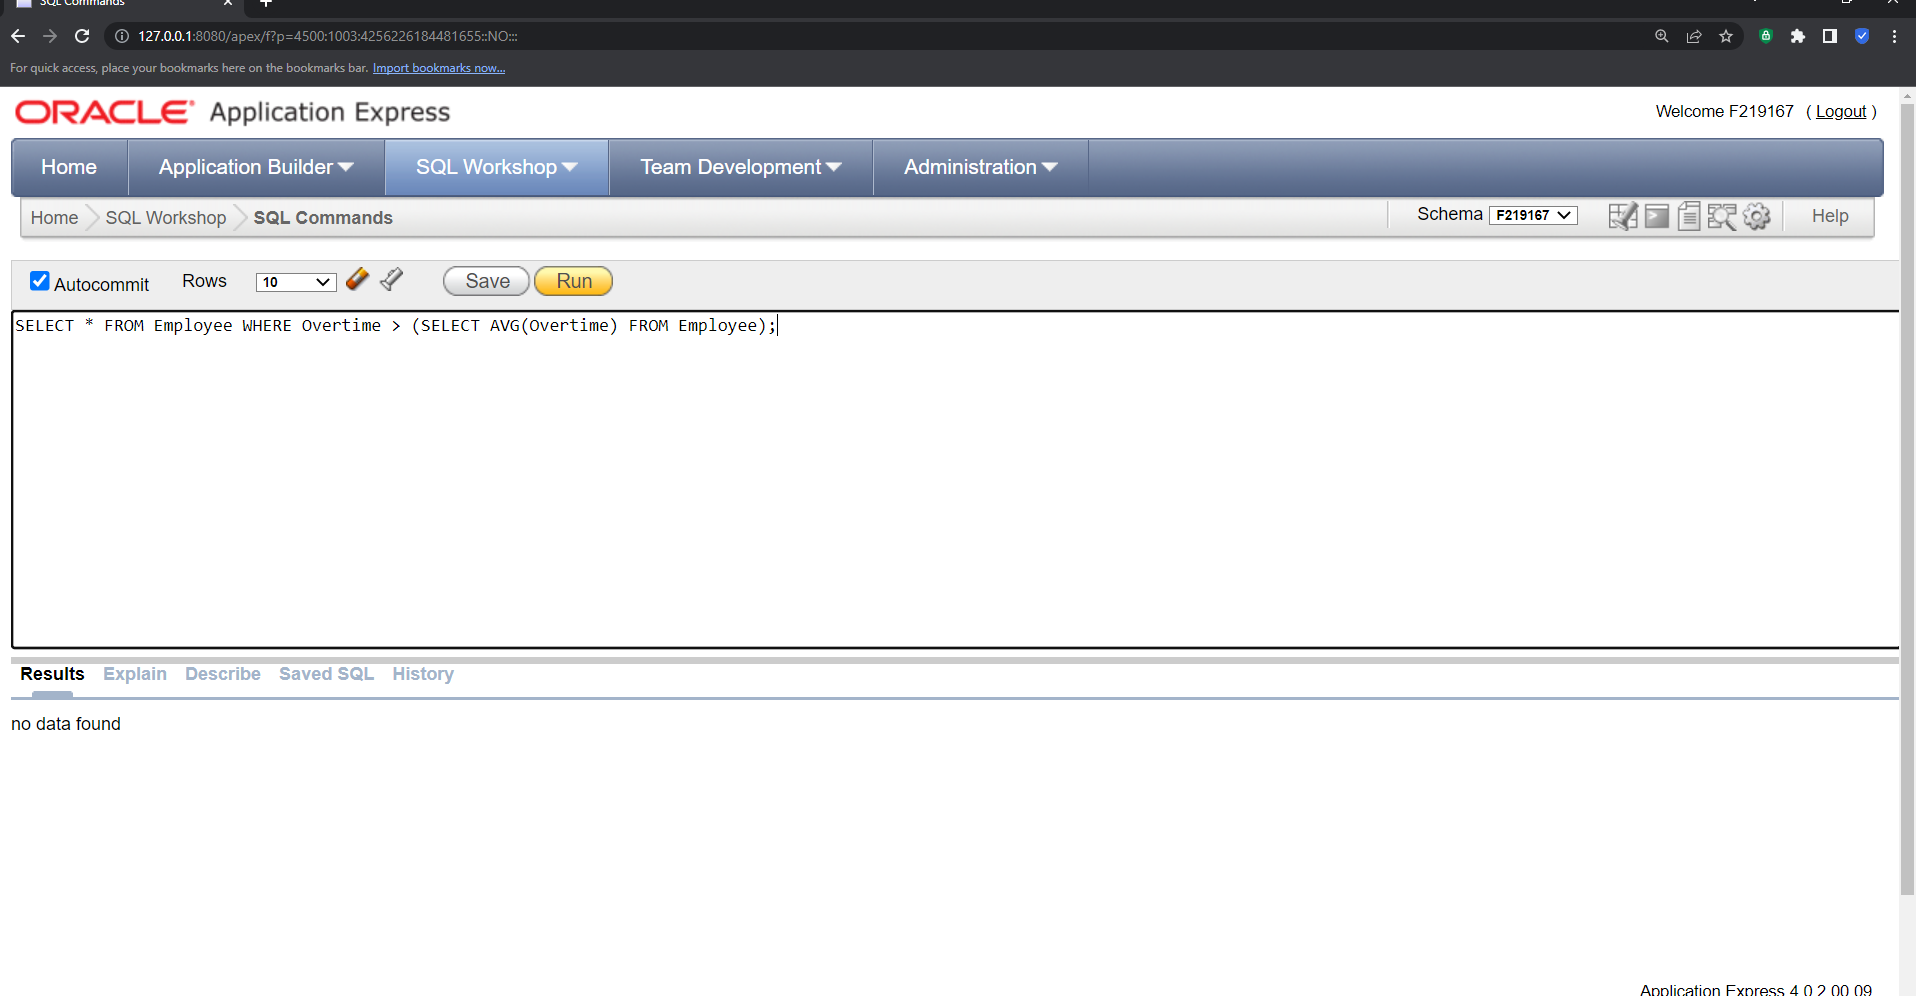 SQL Commands
127.0.0.1:8080/apex/f?p=4500:1003:4256226184481655::NO:::
For quick access, place your bookmarks here on the bookmarks bar. Import bookmarks now...
ORACLE Application Express
Welcome F219167 ( Logout )
Home Application Builder SQL Workshop Team Development Administration
Home SQL Workshop SQL Commands Schema F219167 Help
Autocommit Rows 10 Save Run
SELECT * FROM Employee WHERE Overtime > (SELECT AVG(Overtime) FROM Employee);
Results Explain Describe Saved SQL History
no data found
Application Express 4.0.2.00.09